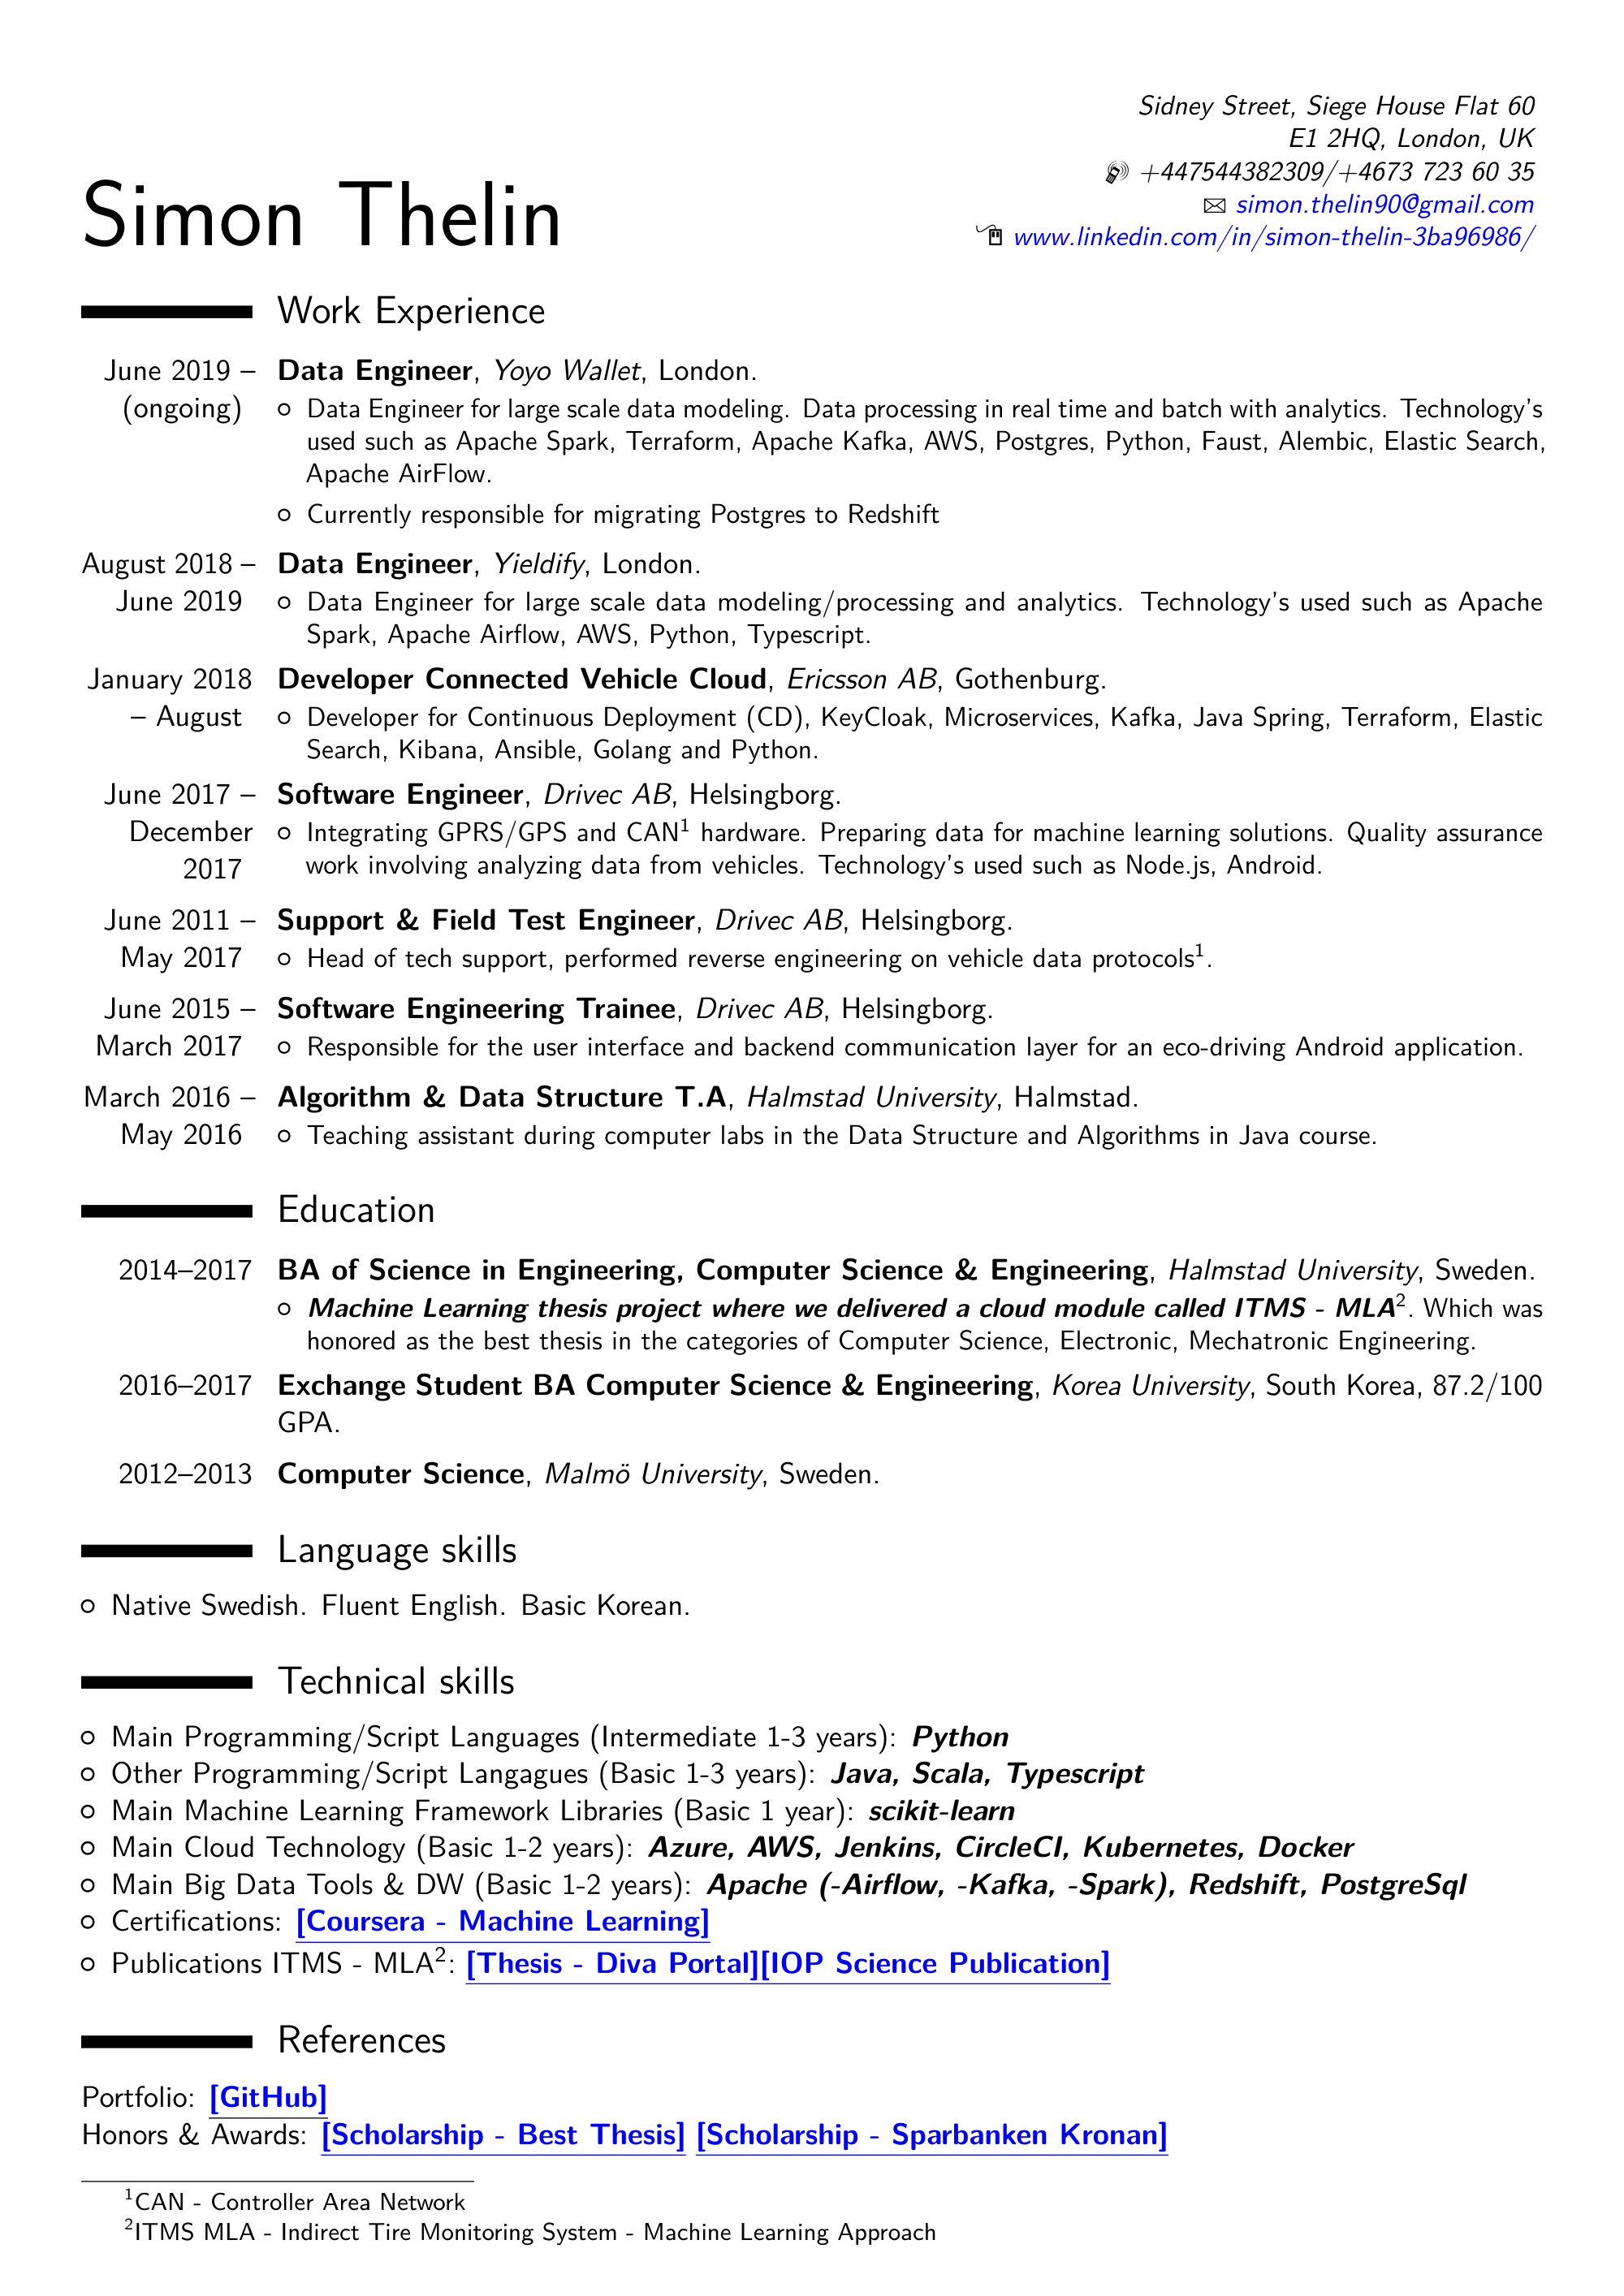 Sidney Street, Siege House Flat 60
E1 2HQ, London, UK
+447544382309/+4673 723 60 35
simon.thelin90@gmail.com
www.linkedin.com/in/simon-thelin-3ba96986/
Simon Thelin
Work Experience
June 2019 – Data Engineer, Yoyo Wallet, London.
(ongoing) Data Engineer for large scale data modeling. Data processing in real time and batch with analytics. Technology's
used such as Apache Spark, Terraform, Apache Kafka, AWS, Postgres, Python, Faust, Alembic, Elastic Search,
Apache AirFlow.
Currently responsible for migrating Postgres to Redshift
August 2018 – Data Engineer, Yieldify, London.
June 2019 Data Engineer for large scale data modeling/processing and analytics. Technology's used such as Apache
Spark, Apache Airflow, AWS, Python, Typescript.
January 2018 Developer Connected Vehicle Cloud, Ericsson AB, Gothenburg.
– August Developer for Continuous Deployment (CD), KeyCloak, Microservices, Kafka, Java Spring, Terraform, Elastic
Search, Kibana, Ansible, Golang and Python.
June 2017 – Software Engineer, Drivec AB, Helsingborg.
December Integrating GPRS/GPS and CAN¹ hardware. Preparing data for machine learning solutions. Quality assurance
2017 work involving analyzing data from vehicles. Technology's used such as Node.js, Android.
June 2011 – Support & Field Test Engineer, Drivec AB, Helsingborg.
May 2017 Head of tech support, performed reverse engineering on vehicle data protocols¹.
June 2015 – Software Engineering Trainee, Drivec AB, Helsingborg.
March 2017 Responsible for the user interface and backend communication layer for an eco-driving Android application.
March 2016 – Algorithm & Data Structure T.A, Halmstad University, Halmstad.
May 2016 Teaching assistant during computer labs in the Data Structure and Algorithms in Java course.
Education
2014–2017 BA of Science in Engineering, Computer Science & Engineering, Halmstad University, Sweden.
Machine Learning thesis project where we delivered a cloud module called ITMS - MLA². Which was
honored as the best thesis in the categories of Computer Science, Electronic, Mechatronic Engineering.
2016–2017 Exchange Student BA Computer Science & Engineering, Korea University, South Korea, 87.2/100
GPA.
2012–2013 Computer Science, Malmö University, Sweden.
Language skills
Native Swedish. Fluent English. Basic Korean.
Technical skills
Main Programming/Script Languages (Intermediate 1-3 years): Python
Other Programming/Script Langagues (Basic 1-3 years): Java, Scala, Typescript
Main Machine Learning Framework Libraries (Basic 1 year): scikit-learn
Main Cloud Technology (Basic 1-2 years): Azure, AWS, Jenkins, CircleCI, Kubernetes, Docker
Main Big Data Tools & DW (Basic 1-2 years): Apache (-Airflow, -Kafka, -Spark), Redshift, PostgreSql
Certifications: [Coursera - Machine Learning]
Publications ITMS - MLA²: [Thesis - Diva Portal][IOP Science Publication]
References
Portfolio: [GitHub]
Honors & Awards: [Scholarship - Best Thesis] [Scholarship - Sparbanken Kronan]
¹CAN - Controller Area Network
²ITMS MLA - Indirect Tire Monitoring System - Machine Learning Approach